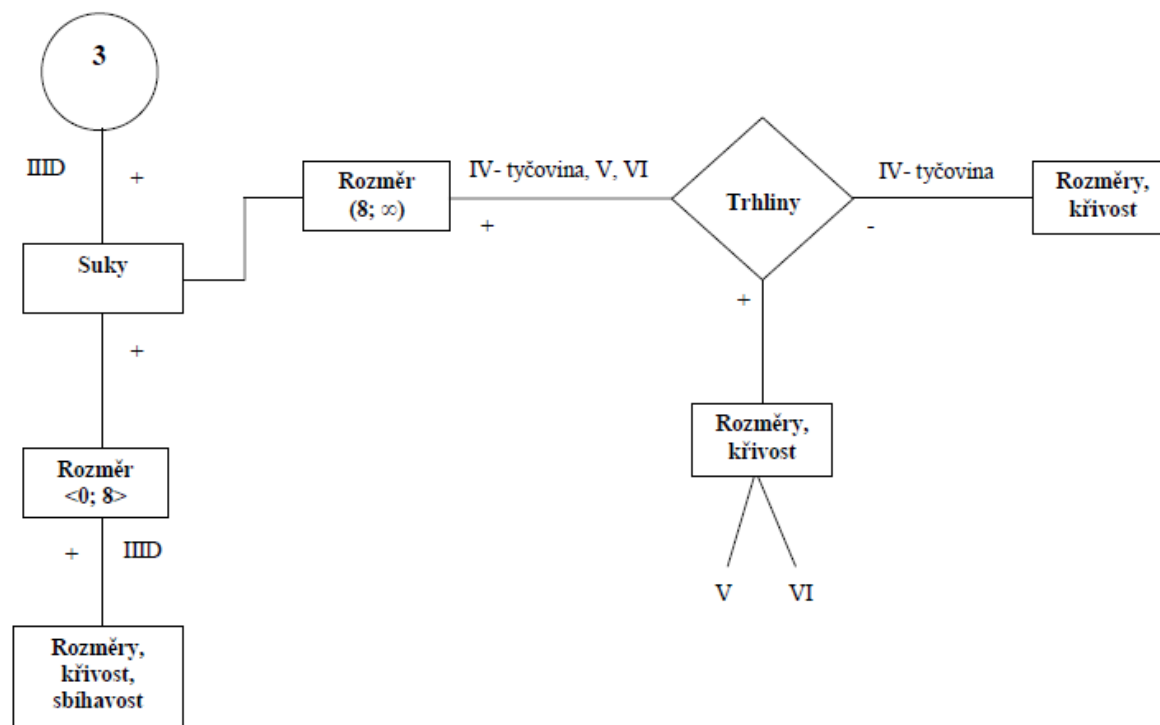 3
IIID
+
Suky
Rozměr
(8; ∞)
IV- tyčovina, V, VI
+
Trhliny
IV- tyčovina
-
Rozměry,
křivost
+
Rozměry,
křivost
V
VI
+
Rozměr
<0; 8>
+
IIID
Rozměry,
křivost,
sbíhavost